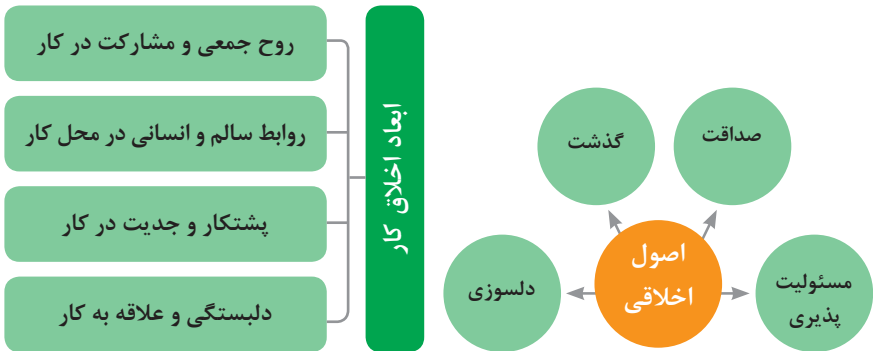 صداقت
گذشت
اصول
اخلاقی
مسئولیت
پذیری
دلسوزی
ابعاد اخلاق کار
روح جمعی و مشارکت در کار
روابط سالم و انسانی در محل کار
پشتکار و جدیت در کار
دلبستگی و علاقه به کار